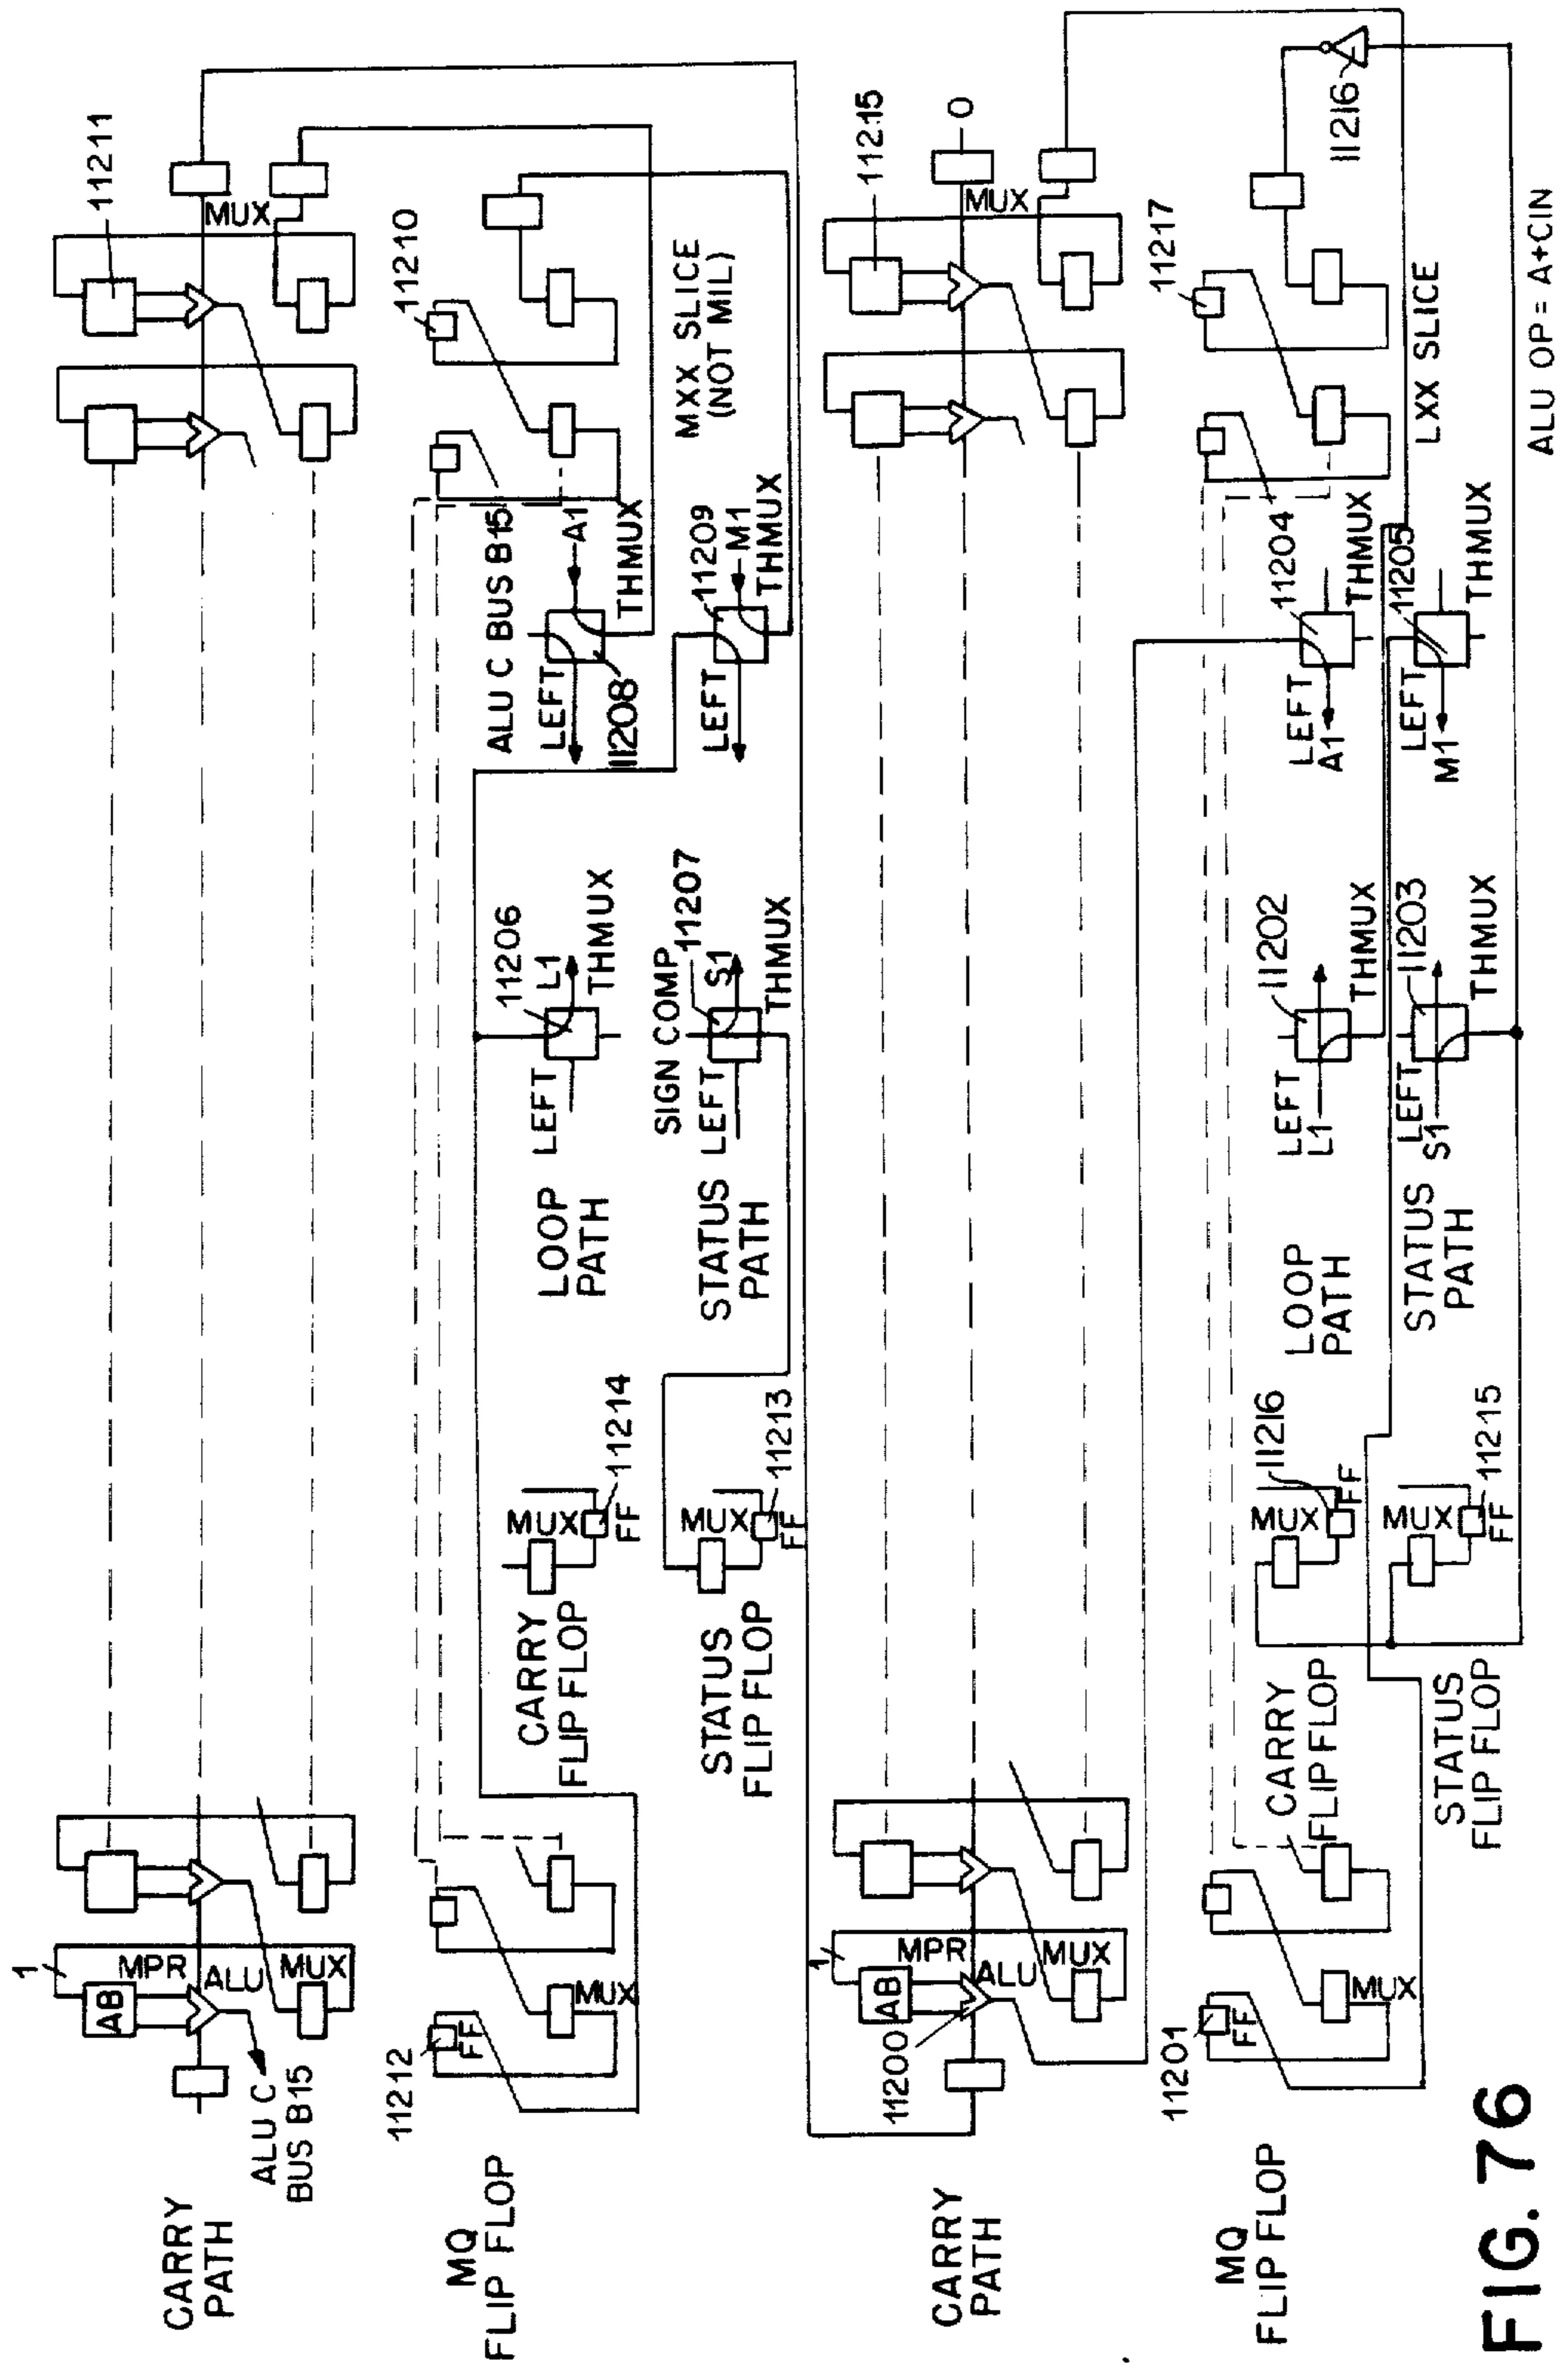 CARRY
PATH
1
AB
MPR
ALU
MUX
ALU C
BUS B15
11211
MUX
MQ
FLIP FLOP
11212
FF
MUX
CARRY
FLIP FLOP
MUX
FF
11214
STATUS
FLIP FLOP
MUX
FF
11213
LOOP
PATH
LEFT
11206
L1
THMUX
STATUS
PATH
SIGN COMP
LEFT
11207
S1
THMUX
ALU C BUS B15
LEFT
11208
A1
THMUX
LEFT
11209
M1
THMUX
11210
MXX SLICE
(NOT MIL)
CARRY
PATH
1
AB
MPR
ALU
MUX
11200
11215
MUX
0
MQ
FLIP FLOP
11201
FF
MUX
CARRY
FLIP FLOP
MUX
FF
11216
STATUS
FLIP FLOP
MUX
FF
11215
LOOP
PATH
LEFT
L1
11202
THMUX
STATUS
PATH
LEFT
S1
11203
THMUX
LEFT
A1
11204
THMUX
LEFT
M1
11205
THMUX
11217
11216
LXX SLICE
ALU OP = A+CIN
FIG. 76